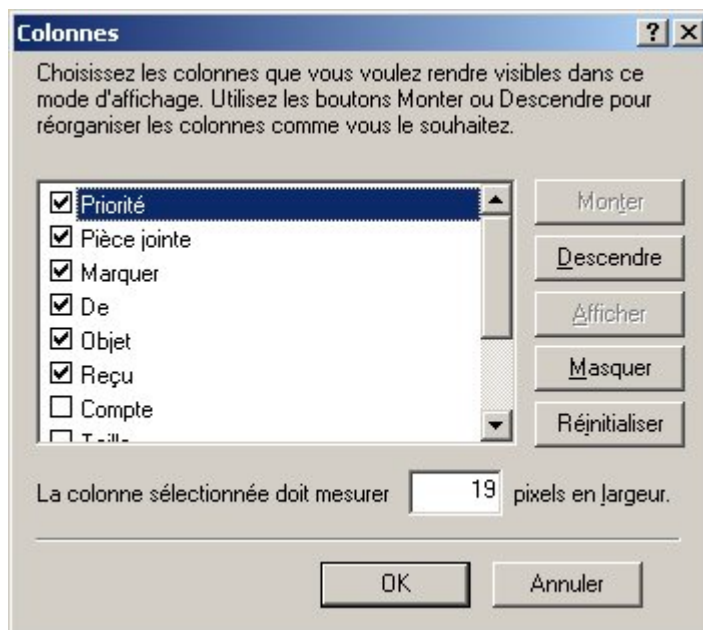 Colonnes
Choisissez les colonnes que vous voulez rendre visibles dans ce
mode d'affichage. Utilisez les boutons Monter ou Descendre pour
réorganiser les colonnes comme vous le souhaitez.
Priorité
Pièce jointe
Marquer
De
Objet
Reçu
Compte
Taille
Monter
Descendre
Afficher
Masquer
Réinitialiser
La colonne sélectionnée doit mesurer 19 pixels en largeur.
OK
Annuler